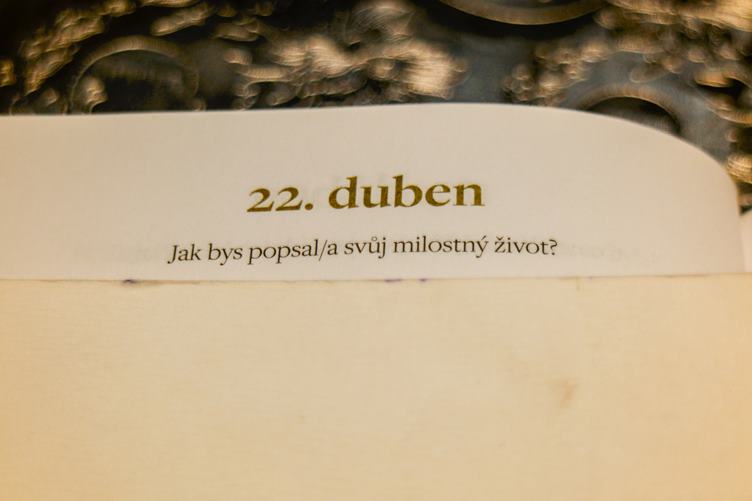 22. duben
Jak bys popsal/a svůj milostný život?